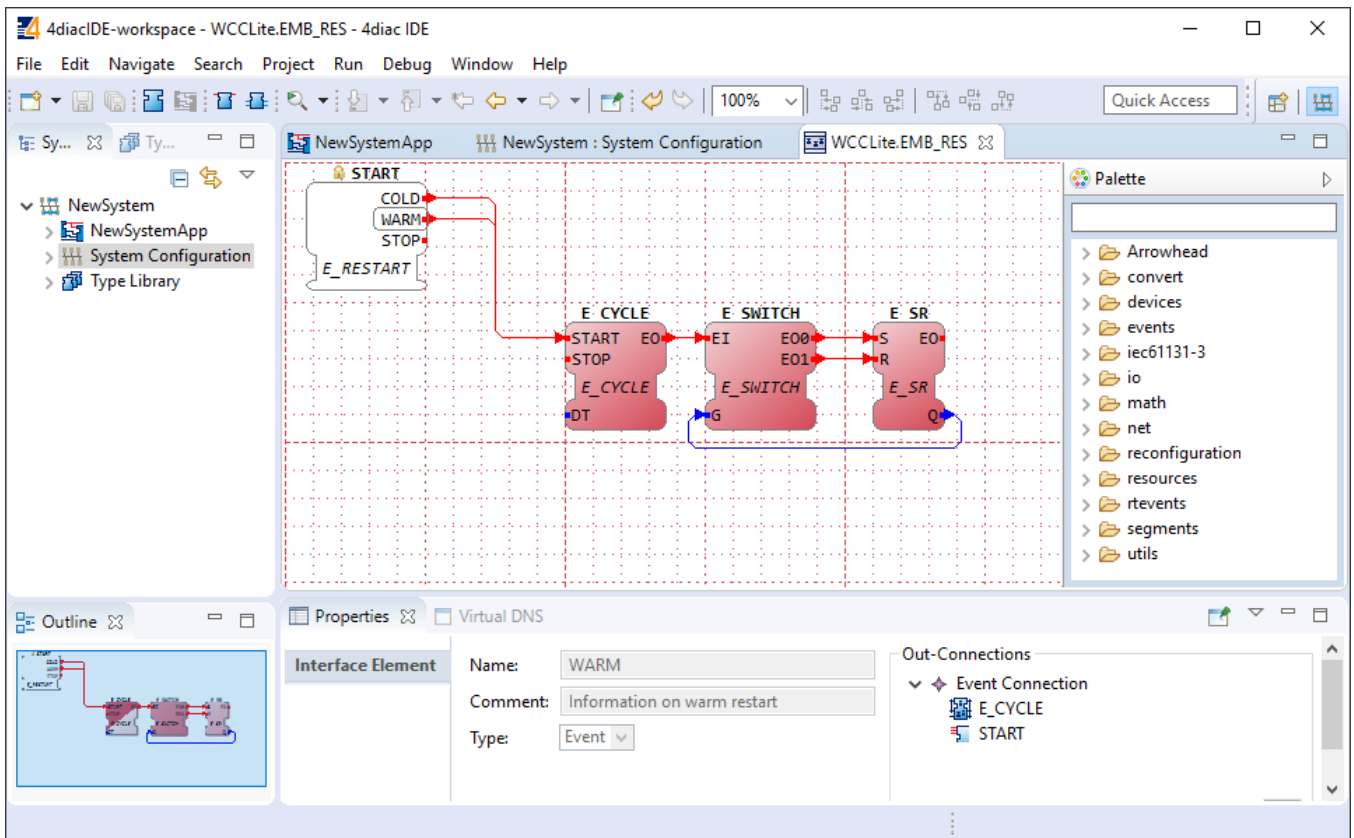 4diacIDE-workspace - WCCLite.EMB_RES - 4diac IDE
File Edit Navigate Search Project Run Debug Window Help
100%
Quick Access
Sy... Ty...
NewSystemApp
NewSystem : System Configuration
WCCLite.EMB_RES
NewSystem
NewSystemApp
System Configuration
Type Library
START
COLD
WARM
STOP
E_RESTART
E_CYCLE
START EO
STOP
E_CYCLE
DT
E_SWITCH
EI EO0
EO1
E_SWITCH
G
E_SR
S EO
R
E_SR
Q
Palette
Arrowhead
convert
devices
events
iec61131-3
io
math
net
reconfiguration
resources
rtevents
segments
utils
Outline
Properties Virtual DNS
Interface Element
Name: WARM
Comment: Information on warm restart
Type: Event
Out-Connections
Event Connection
E_CYCLE
START